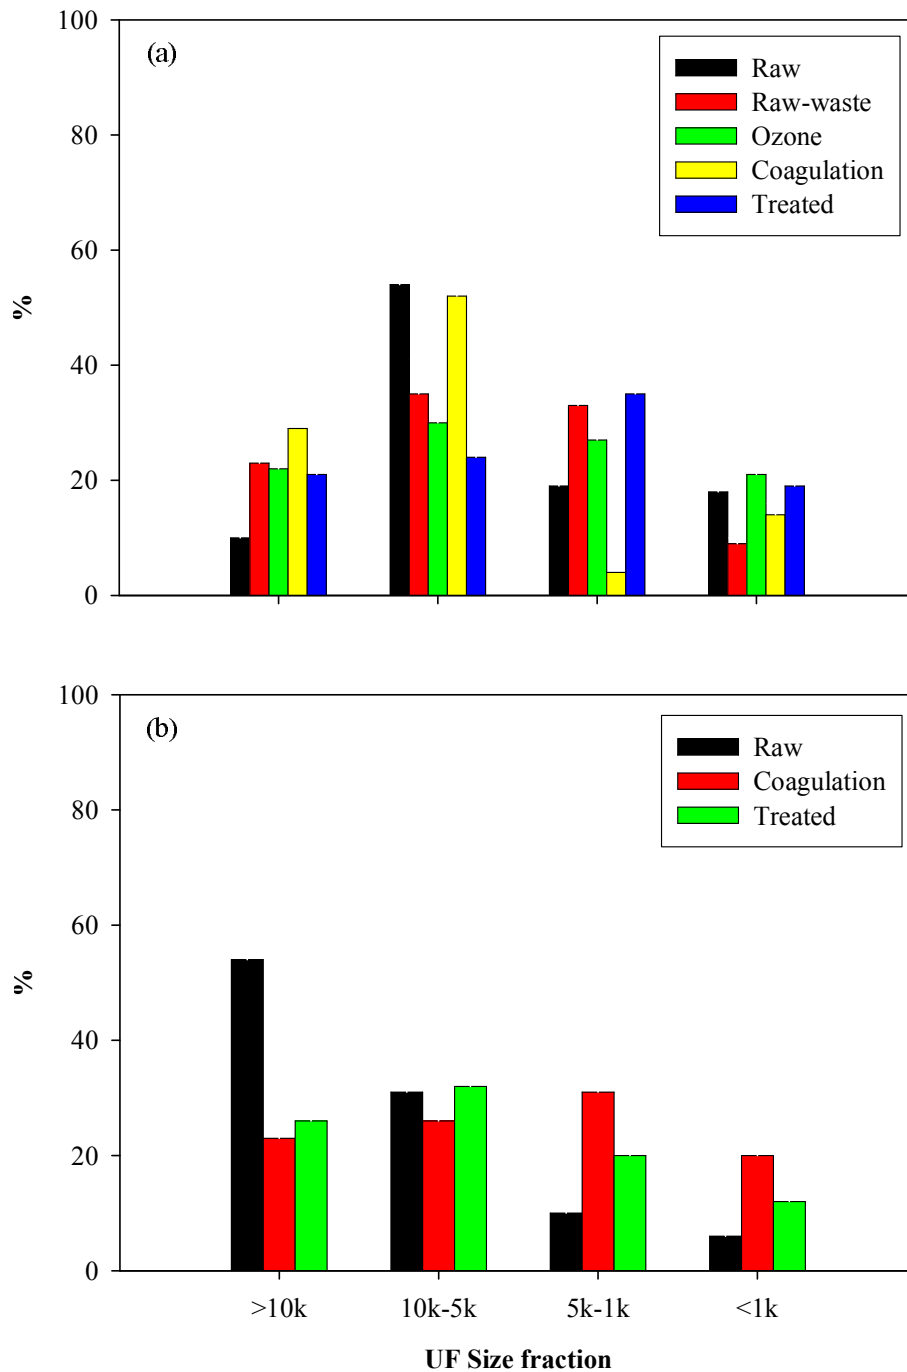 100
(a)
Raw
Raw-waste
Ozone
Coagulation
Treated
80
60
%
40
20
0
100
(b)
Raw
Coagulation
Treated
80
60
%
40
20
0
>10k 10k-5k 5k-1k <1k
UF Size fraction